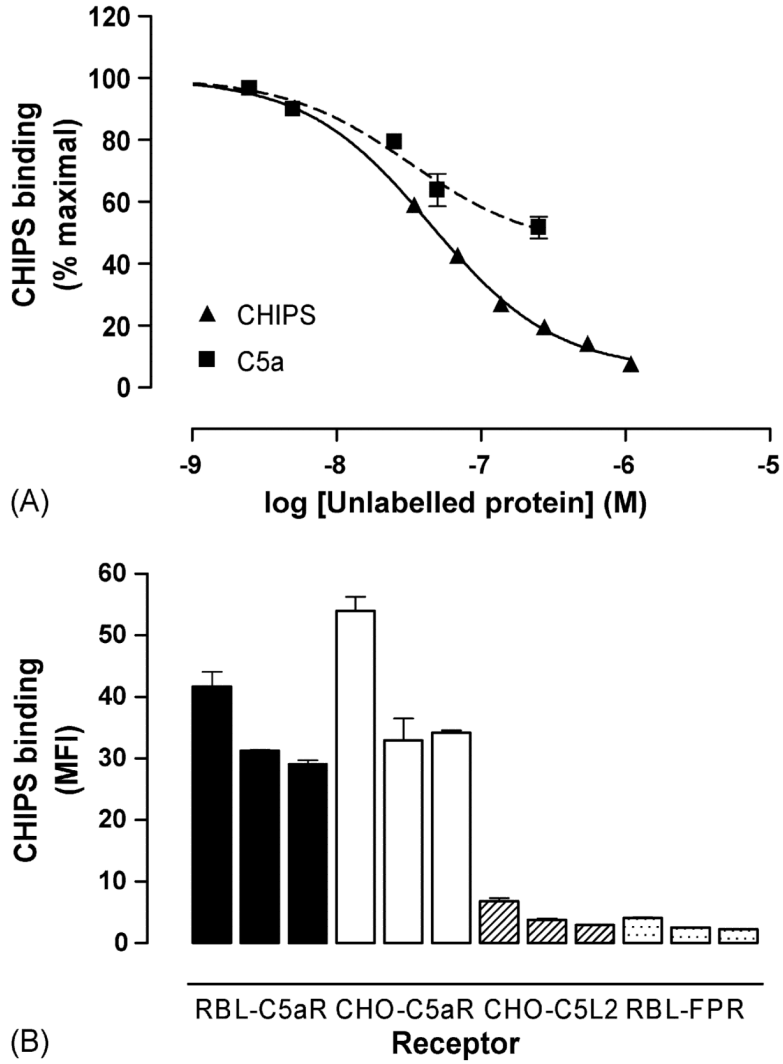 120
100
80
60
40
20
0
CHIPS binding
(% maximal)
CHIPS
C5a
-9 -8 -7 -6 -5
log [Unlabelled protein] (M)
(A)
60
50
40
30
20
10
0
CHIPS binding
(MFI)
RBL-C5aR CHO-C5aR CHO-C5L2 RBL-FPR
Receptor
(B)